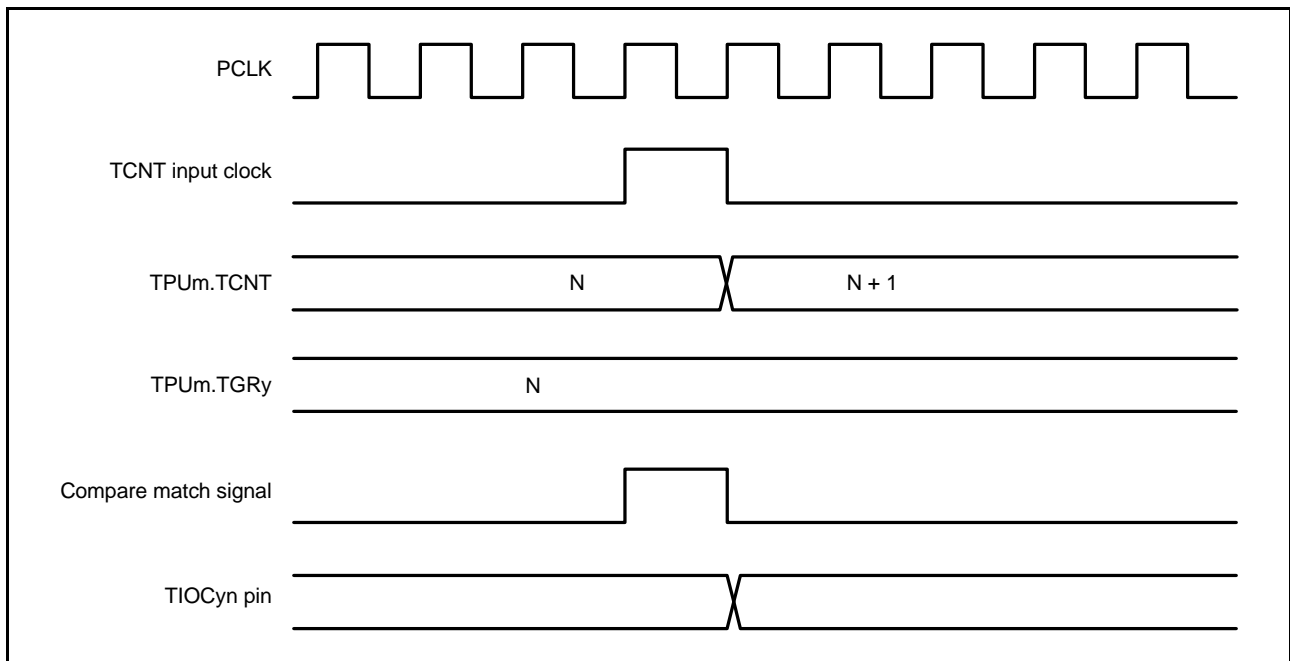 PCLK
TCNT input clock
TPUm.TCNT
N
N + 1
TPUm.TGRy
N
Compare match signal
TIOCyn pin